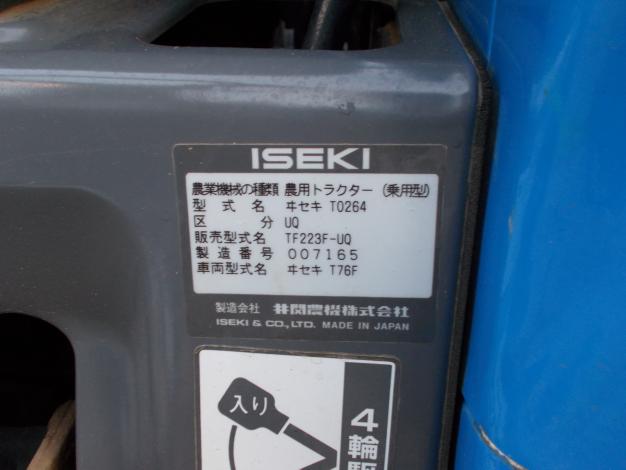 ISEKI
農業機械の種類 農用トラクター (乗用型)
型式名 ヰセキ T0264
区分 UQ
販売型式名 TF223F-UQ
製造番号 007165
車両型式名 ヰセキ T76F
製造会社 井関農機株式会社
ISEKI & CO., LTD. MADE IN JAPAN
入り
4輪駆